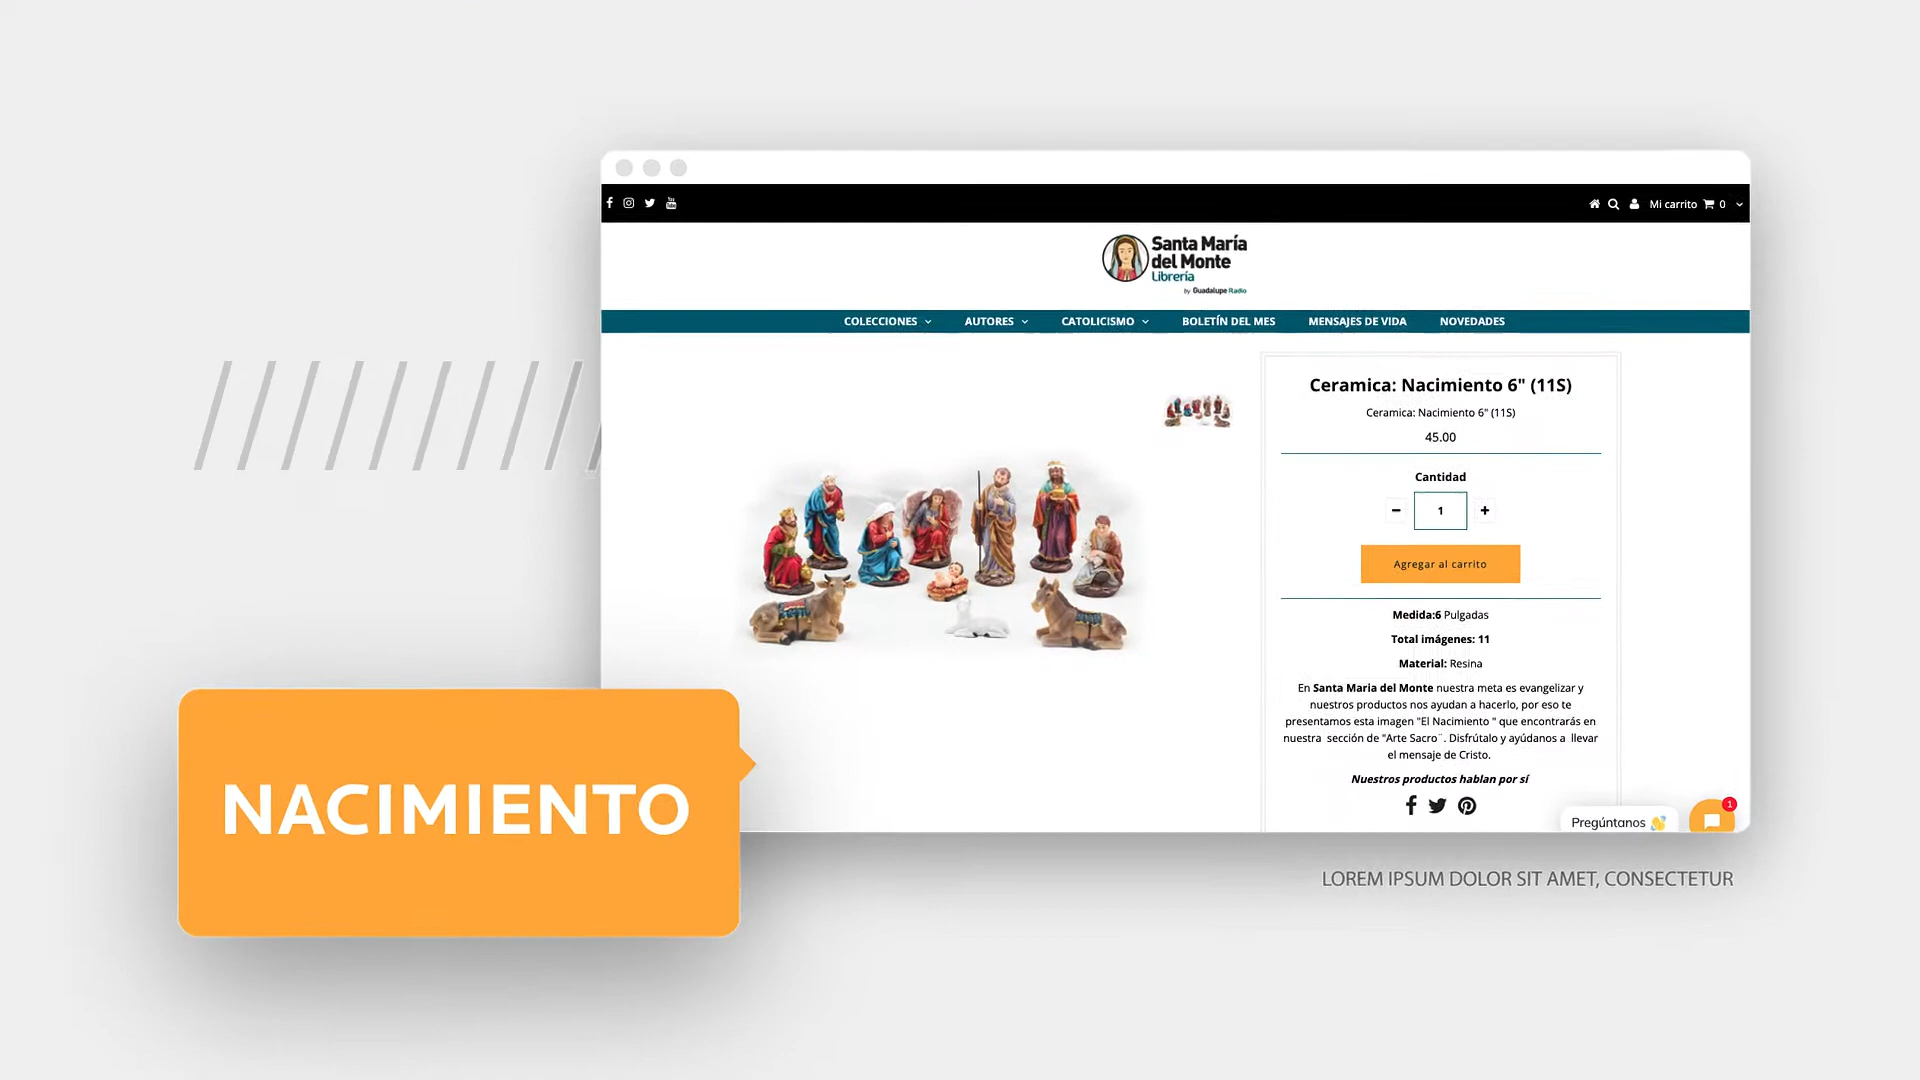 Mi carrito 0
Santa María
del Monte
Librería
by Guadalupe Radio
COLECCIONES AUTORES CATOLICISMO BOLETÍN DEL MES MENSAJES DE VIDA NOVEDADES
Ceramica: Nacimiento 6" (11S)
Ceramica: Nacimiento 6" (11S)
45.00
Cantidad
− 1 +
Agregar al carrito
Medida:6 Pulgadas
Total imágenes: 11
Material: Resina
En Santa Maria del Monte nuestra meta es evangelizar y
nuestros productos nos ayudan a hacerlo, por eso te
presentamos esta imagen "El Nacimiento " que encontrarás en
nuestra sección de "Arte Sacro¨. Disfrútalo y ayúdanos a llevar
el mensaje de Cristo.
Nuestros productos hablan por sí
Pregúntanos 👋
1
NACIMIENTO
LOREM IPSUM DOLOR SIT AMET, CONSECTETUR